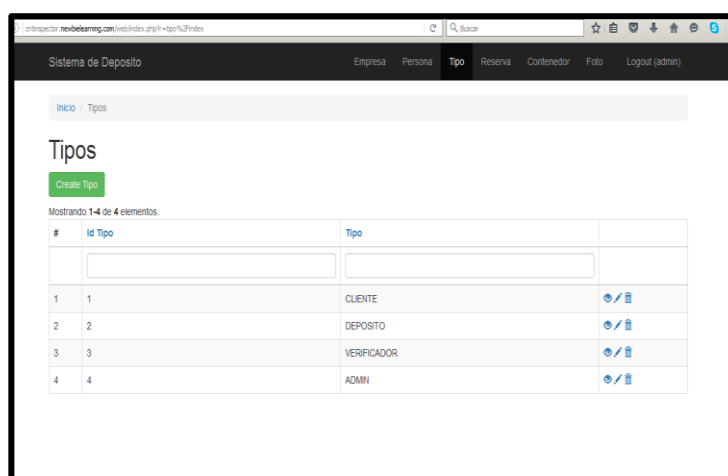 cntinspector.newbielearning.com/web/index.php?r=tipo%2Findex
Buscar
Sistema de Deposito Empresa Persona Tipo Reserva Contenedor Foto Logout (admin)
Inicio / Tipos
Tipos
Create Tipo
Mostrando 1-4 de 4 elementos.
# Id Tipo Tipo
1 1 CLIENTE
2 2 DEPOSITO
3 3 VERIFICADOR
4 4 ADMIN